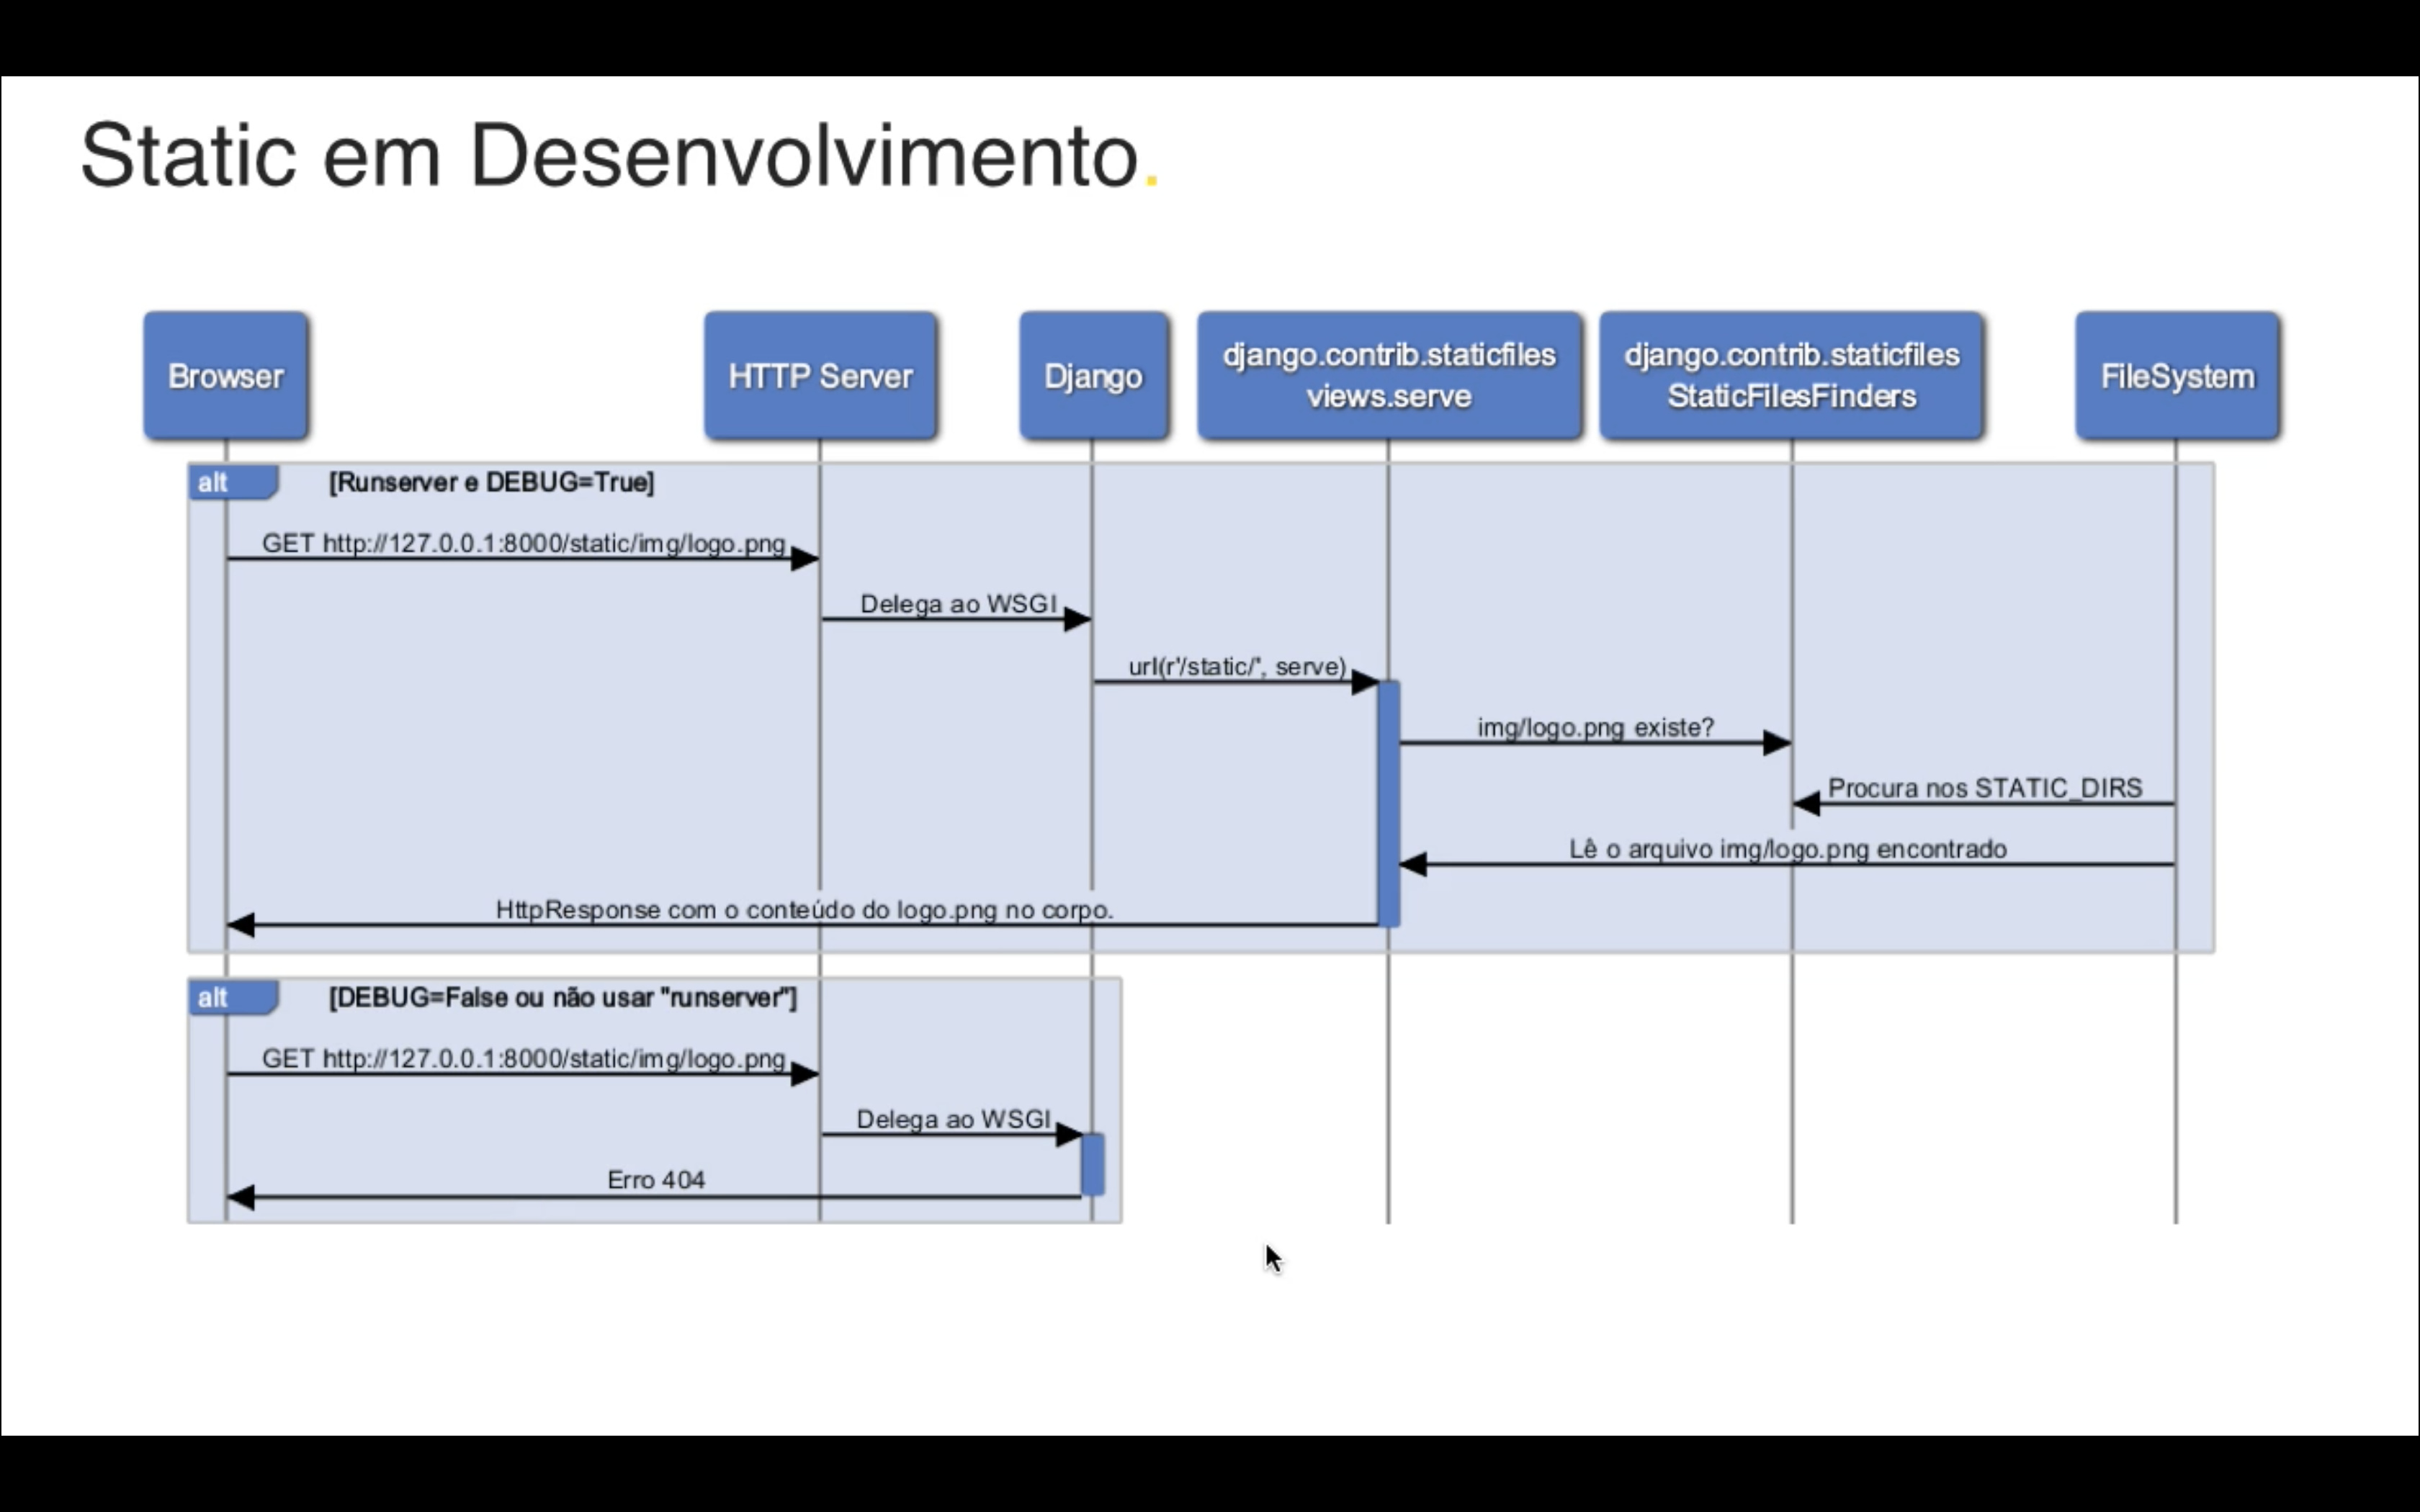 Static em Desenvolvimento.
Browser
HTTP Server
Django
django.contrib.staticfiles
views.serve
django.contrib.staticfiles
StaticFilesFinders
FileSystem
alt
[Runserver e DEBUG=True]
GET http://127.0.0.1:8000/static/img/logo.png
Delega ao WSGI
url(r'/static/', serve)
img/logo.png existe?
Procura nos STATIC_DIRS
Lê o arquivo img/logo.png encontrado
HttpResponse com o conteúdo do logo.png no corpo.
alt
[DEBUG=False ou não usar "runserver"]
GET http://127.0.0.1:8000/static/img/logo.png
Delega ao WSGI
Erro 404